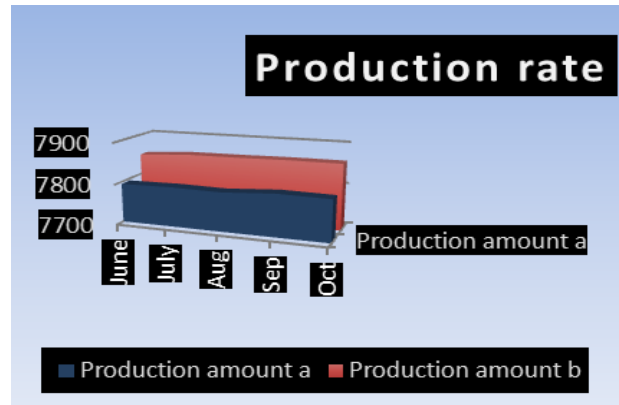 Production rate
7900
7800
7700
June
July
Aug
Sep
Oct
Production amount a
Production amount a Production amount b